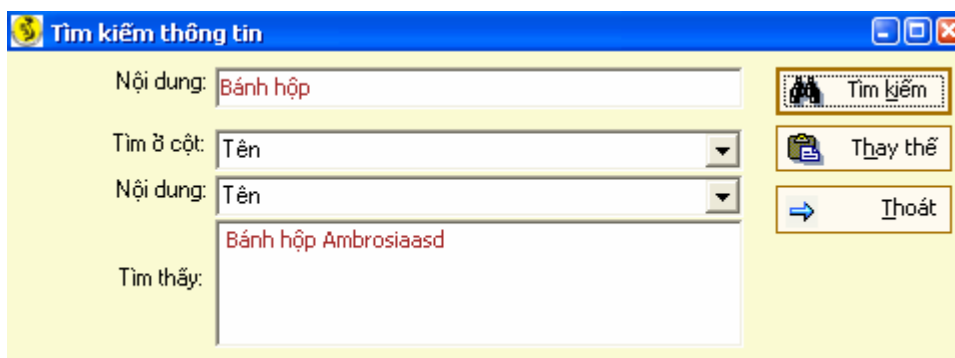 Tìm kiếm thông tin
Nội dung: Bánh hộp
Tìm kiếm
Tìm ở cột: Tên
Thay thế
Nội dung: Tên
Thoát
Tìm thấy: Bánh hộp Ambrosiaasd